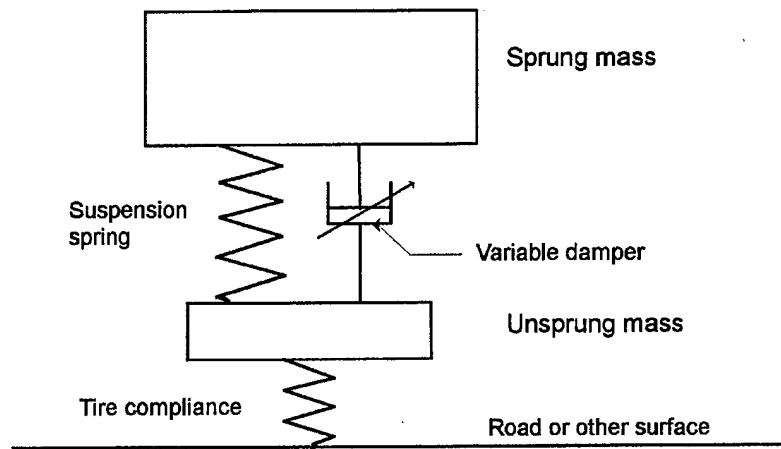 Sprung mass
Suspension
spring
Variable damper
Unsprung mass
Tire compliance
Road or other surface